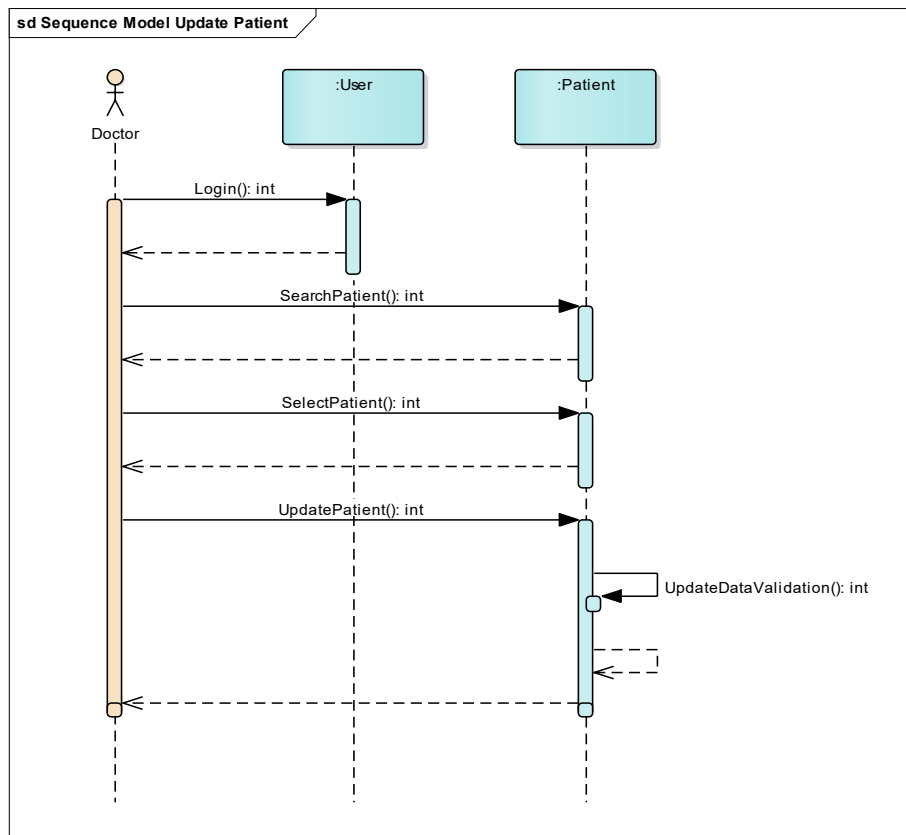 sd Sequence Model Update Patient
:User
:Patient
Doctor
Login(): int
SearchPatient(): int
SelectPatient(): int
UpdatePatient(): int
UpdateDataValidation(): int